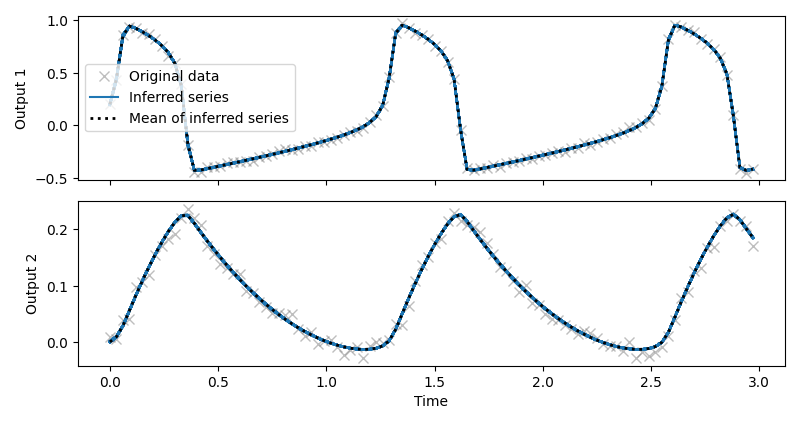 1.0
0.5
0.0
−0.5
Output 1
Original data
Inferred series
Mean of inferred series
0.2
0.1
0.0
Output 2
0.0 0.5 1.0 1.5 2.0 2.5 3.0
Time